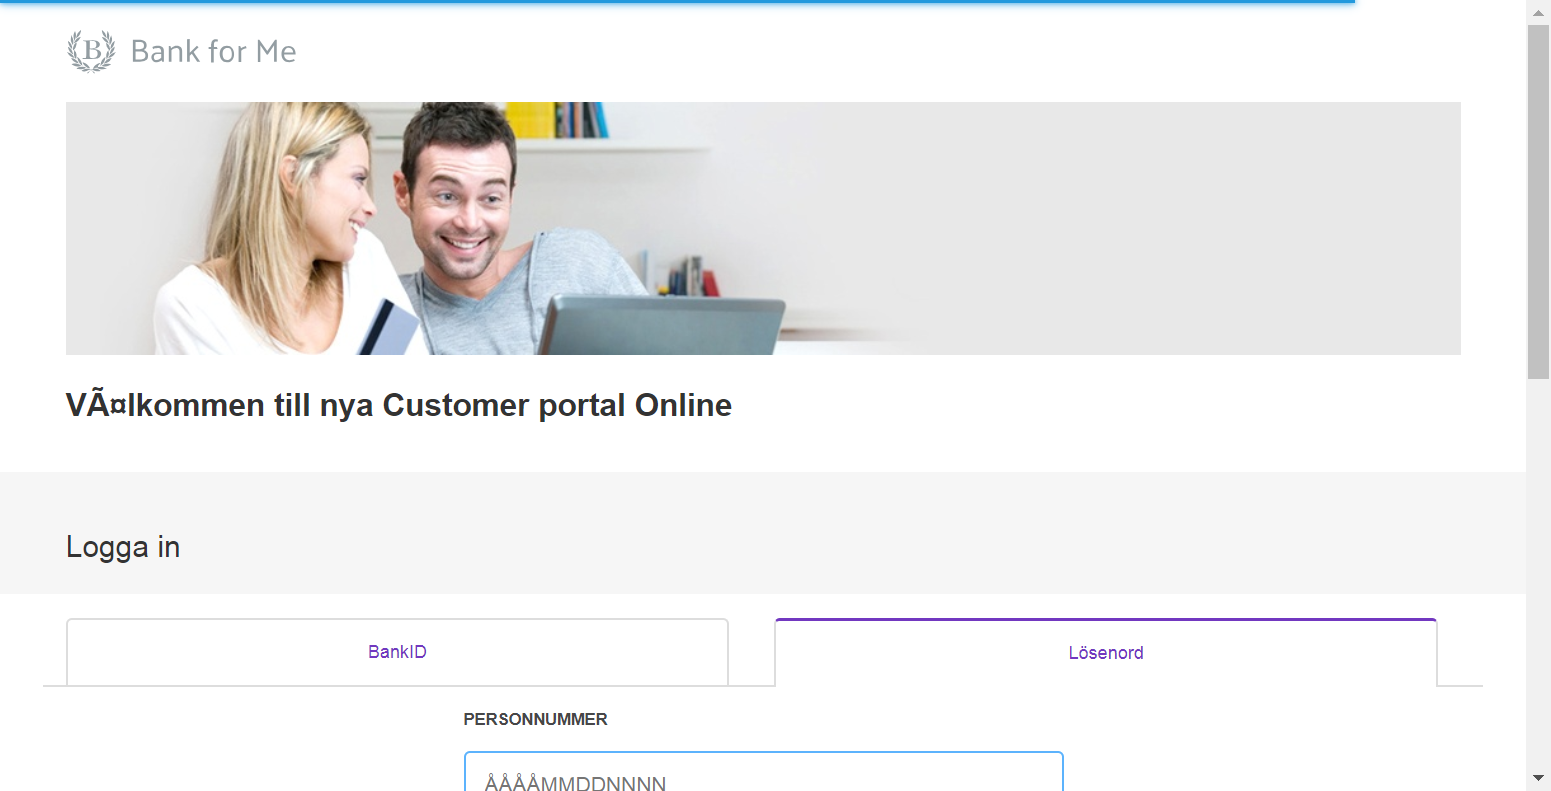 B Bank for Me
VÃ¤lkommen till nya Customer portal Online
Logga in
BankID
Lösenord
PERSONNUMMER
ÅÅÅÅMMDDNNNN